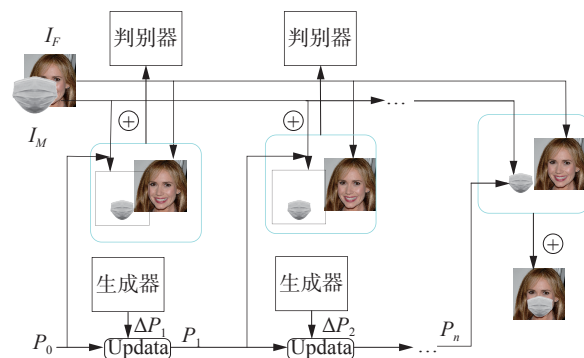 I_F
判别器
判别器
⊕
⊕
...
I_M
⊕
生成器
生成器
P_0
ΔP_1
Updata
P_1
ΔP_2
Updata
...
P_n